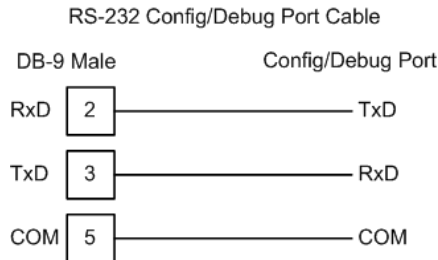 RS-232 Config/Debug Port Cable
DB-9 Male Config/Debug Port
RxD 2 TxD
TxD 3 RxD
COM 5 COM